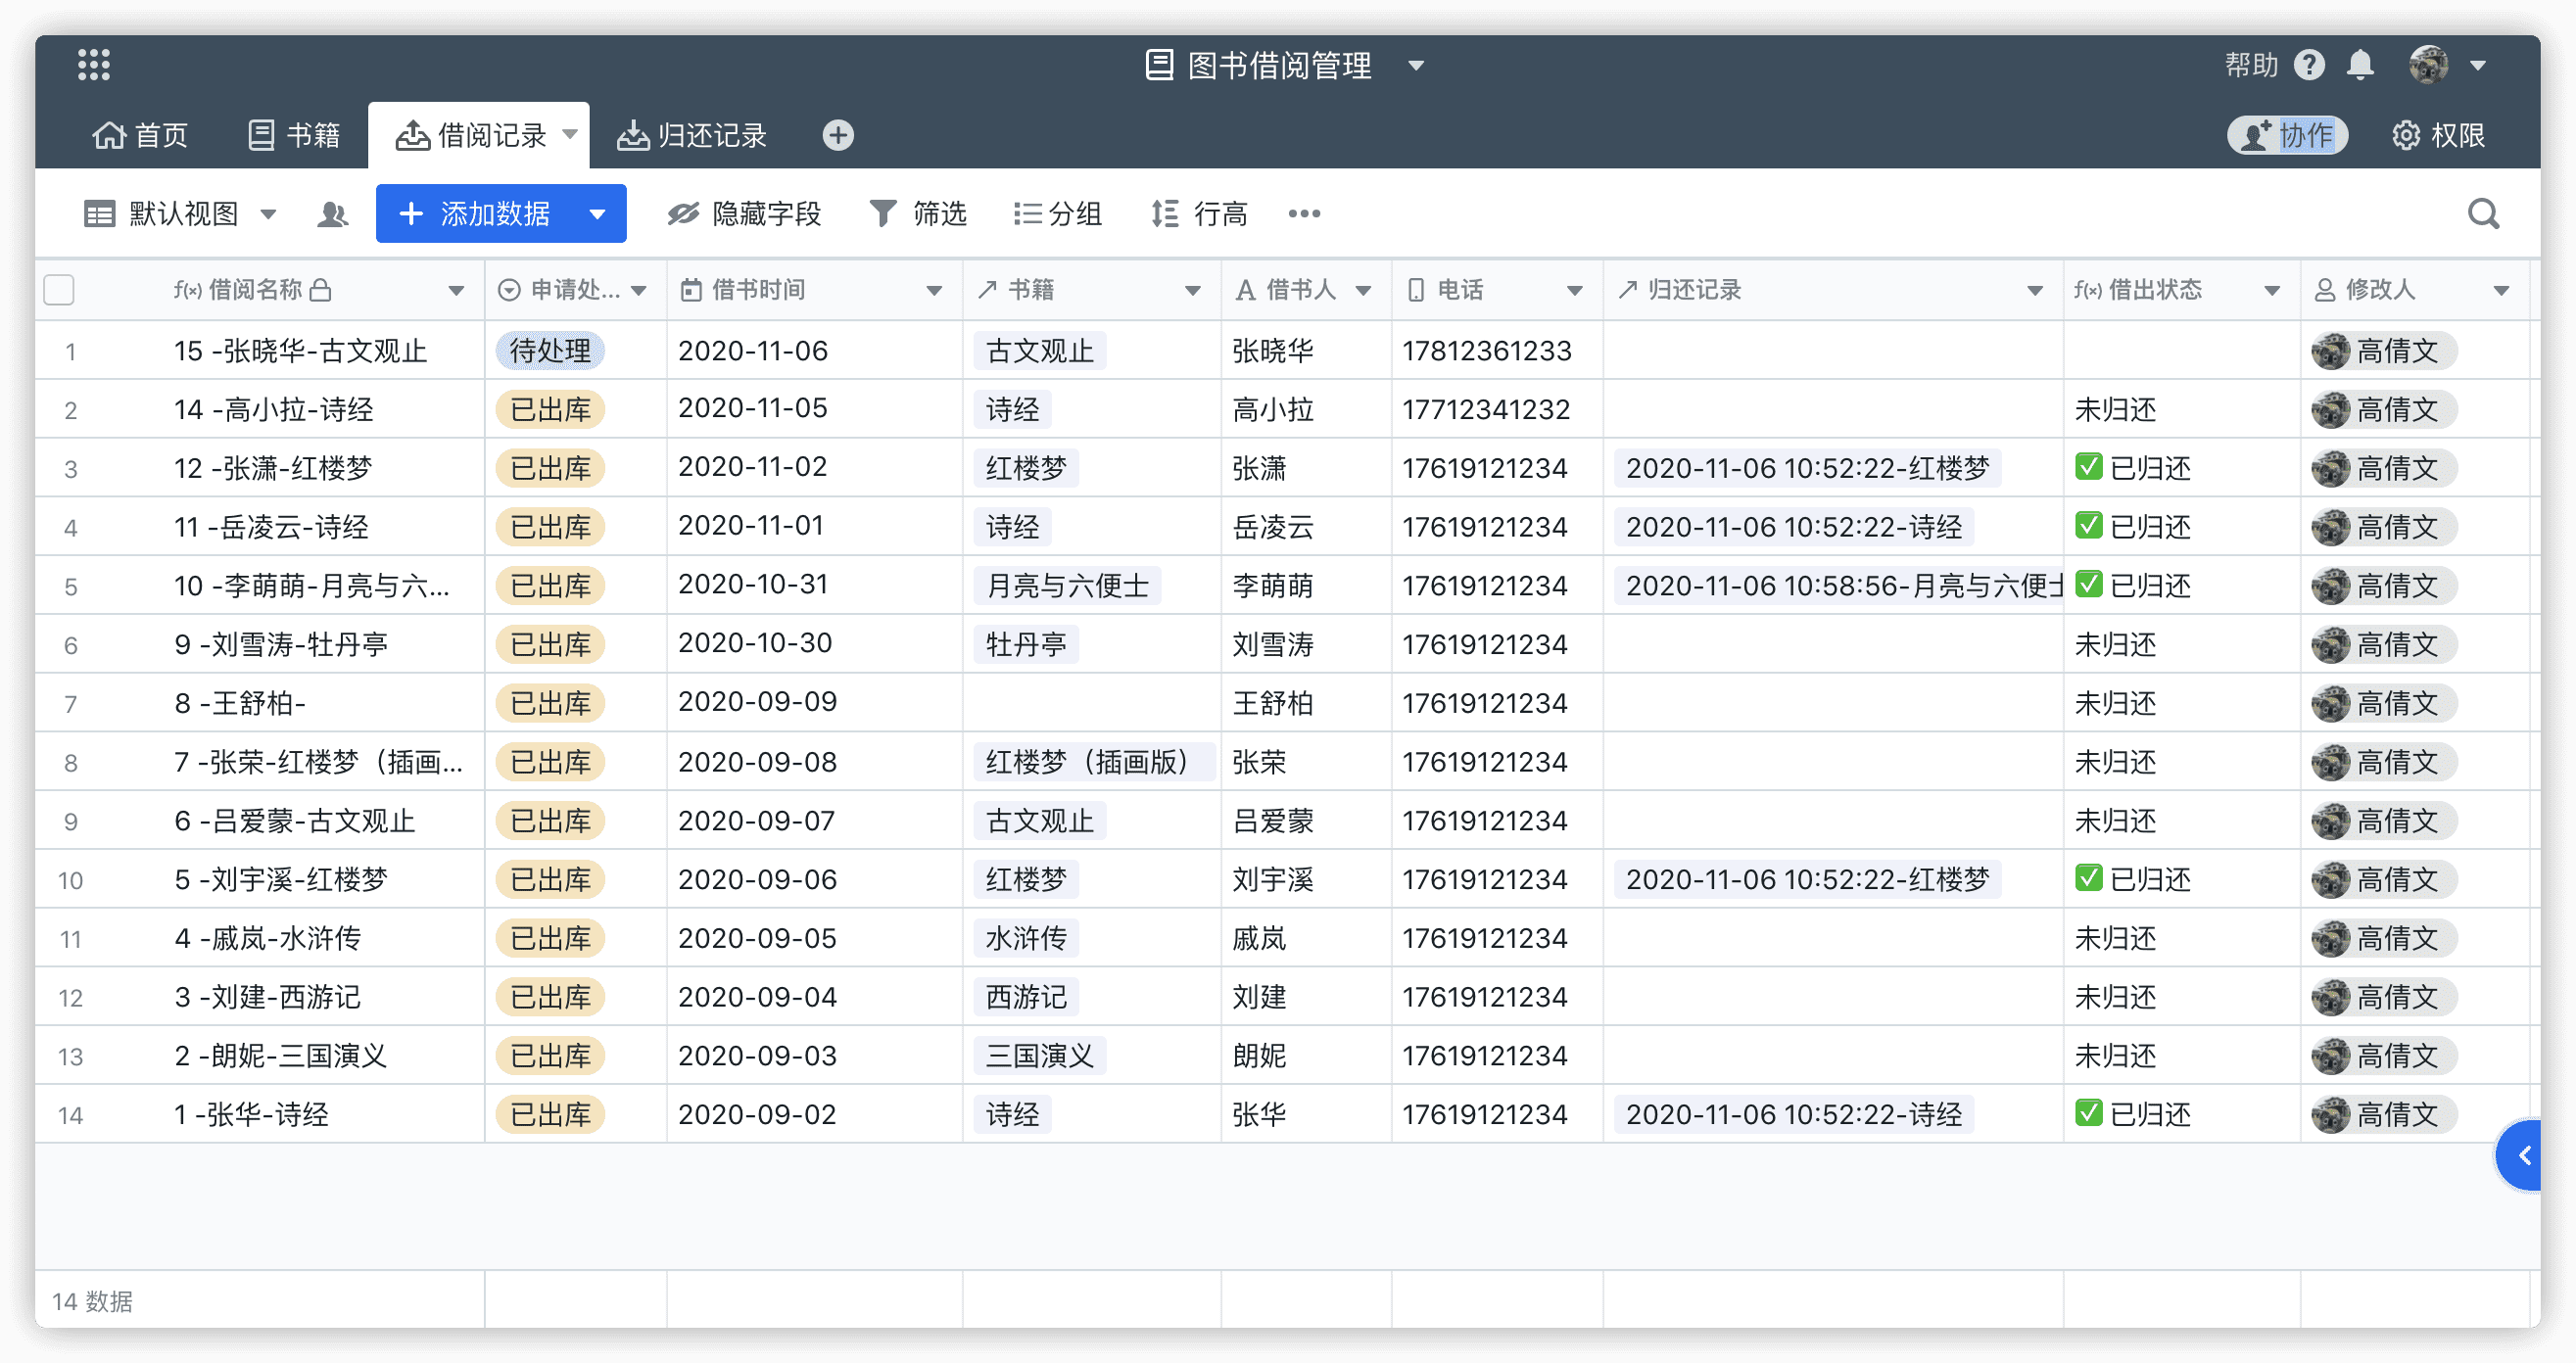 图书借阅管理
帮助
首页 书籍 借阅记录 归还记录
协作 权限
默认视图 添加数据 隐藏字段 筛选 分组 行高
f(x) 借阅名称 申请处... 借书时间 书籍 借书人 电话 归还记录 f(x) 借出状态 修改人
1 15 -张晓华-古文观止 待处理 2020-11-06 古文观止 张晓华 17812361233 高倩文
2 14 -高小拉-诗经 已出库 2020-11-05 诗经 高小拉 17712341232 未归还 高倩文
3 12 -张潇-红楼梦 已出库 2020-11-02 红楼梦 张潇 17619121234 2020-11-06 10:52:22-红楼梦 ✅ 已归还 高倩文
4 11 -岳凌云-诗经 已出库 2020-11-01 诗经 岳凌云 17619121234 2020-11-06 10:52:22-诗经 ✅ 已归还 高倩文
5 10 -李萌萌-月亮与六... 已出库 2020-10-31 月亮与六便士 李萌萌 17619121234 2020-11-06 10:58:56-月亮与六便士 ✅ 已归还 高倩文
6 9 -刘雪涛-牡丹亭 已出库 2020-10-30 牡丹亭 刘雪涛 17619121234 未归还 高倩文
7 8 -王舒柏- 已出库 2020-09-09 王舒柏 17619121234 未归还 高倩文
8 7 -张荣-红楼梦（插画... 已出库 2020-09-08 红楼梦（插画版） 张荣 17619121234 未归还 高倩文
9 6 -吕爱蒙-古文观止 已出库 2020-09-07 古文观止 吕爱蒙 17619121234 未归还 高倩文
10 5 -刘宇溪-红楼梦 已出库 2020-09-06 红楼梦 刘宇溪 17619121234 2020-11-06 10:52:22-红楼梦 ✅ 已归还 高倩文
11 4 -戚岚-水浒传 已出库 2020-09-05 水浒传 戚岚 17619121234 未归还 高倩文
12 3 -刘建-西游记 已出库 2020-09-04 西游记 刘建 17619121234 未归还 高倩文
13 2 -朗妮-三国演义 已出库 2020-09-03 三国演义 朗妮 17619121234 未归还 高倩文
14 1 -张华-诗经 已出库 2020-09-02 诗经 张华 17619121234 2020-11-06 10:52:22-诗经 ✅ 已归还 高倩文
14 数据